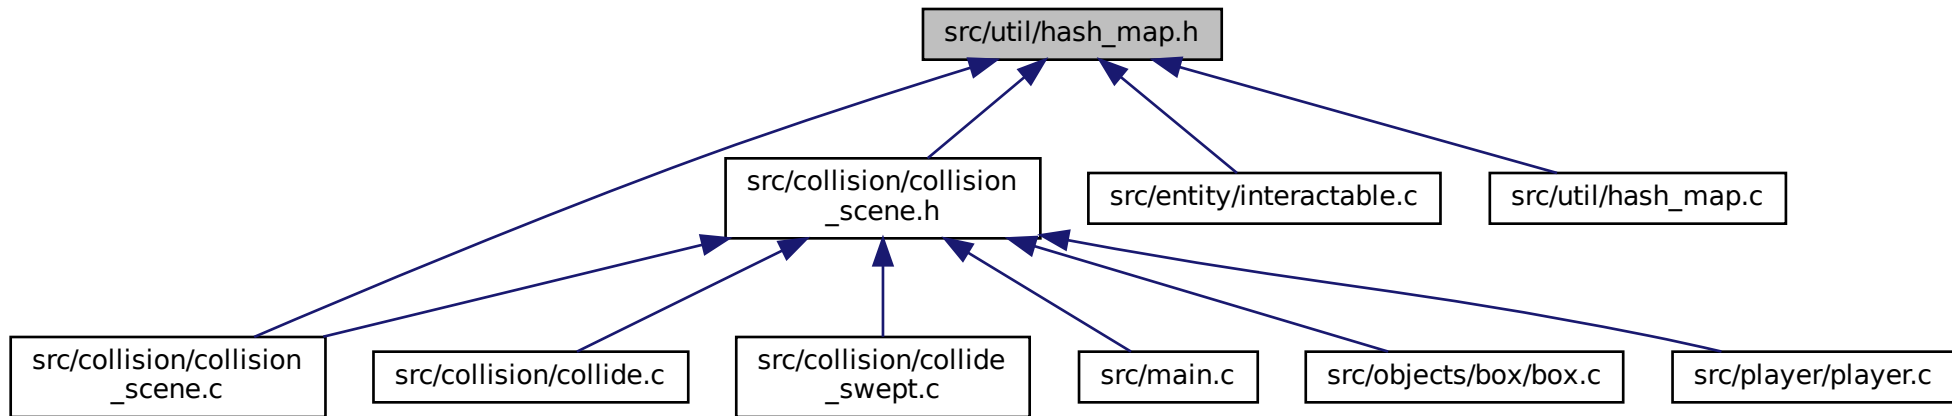 src/util/hash_map.h
src/collision/collision
_scene.h
src/entity/interactable.c
src/util/hash_map.c
src/collision/collision
_scene.c
src/collision/collide.c
src/collision/collide
_swept.c
src/main.c
src/objects/box/box.c
src/player/player.c